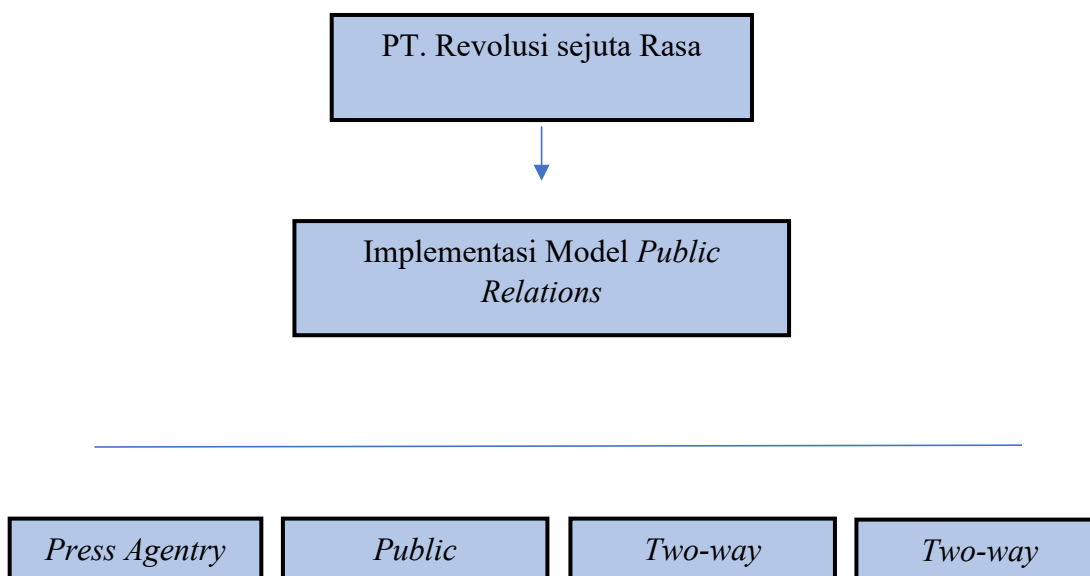 PT. Revolusi sejuta Rasa
Implementasi Model Public
Relations
Press Agentry
Public
Two-way
Two-way